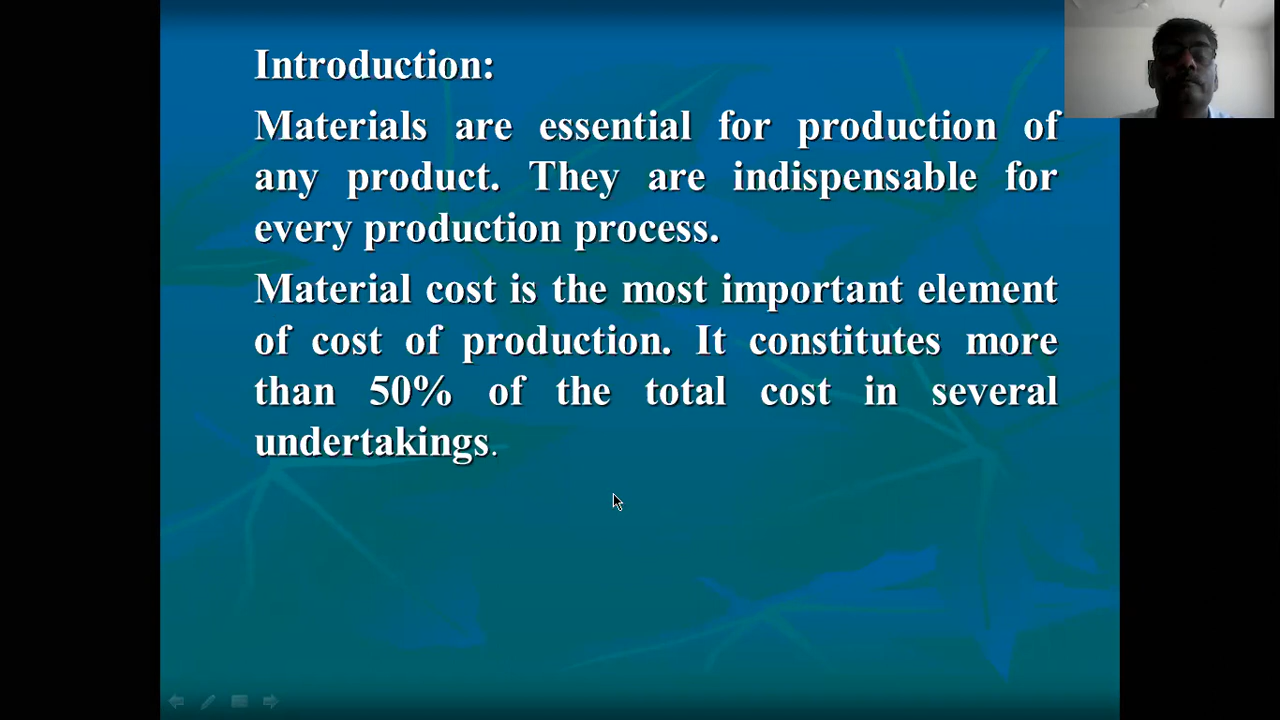 Introduction:
Materials are essential for production of
any product. They are indispensable for
every production process.
Material cost is the most important element
of cost of production. It constitutes more
than 50% of the total cost in several
undertakings.